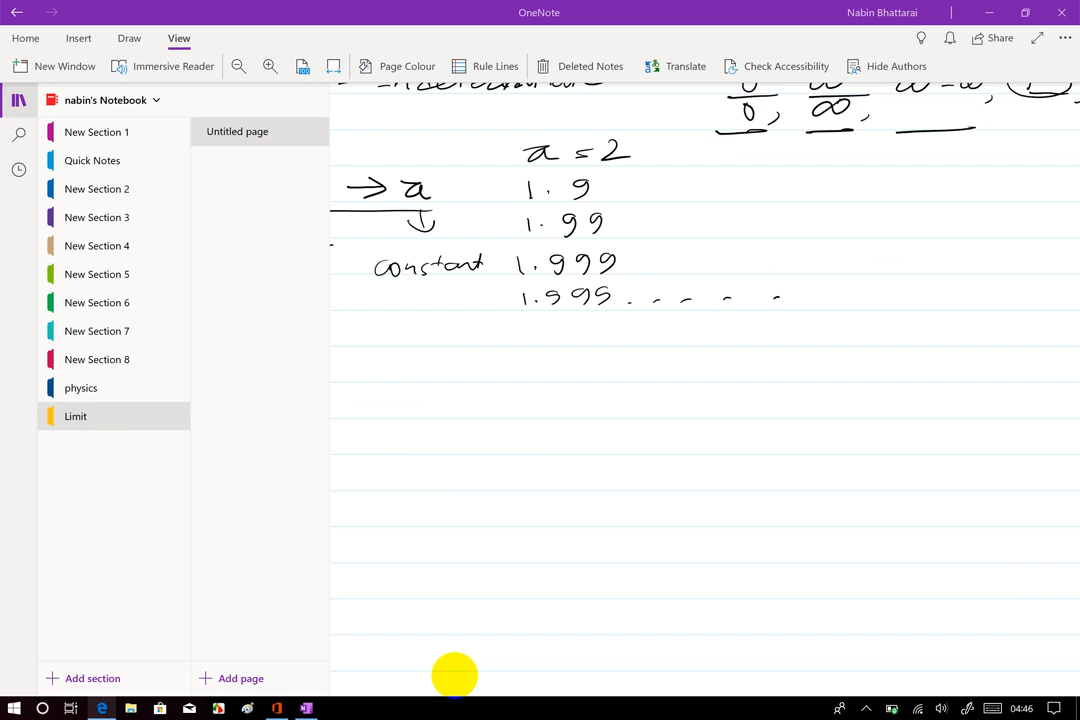 OneNote
Nabin Bhattarai
Home Insert Draw View
Share
New Window Immersive Reader Page Colour Rule Lines Deleted Notes Translate Check Accessibility Hide Authors
nabin's Notebook
New Section 1
Quick Notes
New Section 2
New Section 3
New Section 4
New Section 5
New Section 6
New Section 7
New Section 8
physics
Limit
Add section
Untitled page
Add page
0 , ∞ ,
a = 2
→ a 1.9
1.99
constant 1.999
1.999. . . . .
04:46